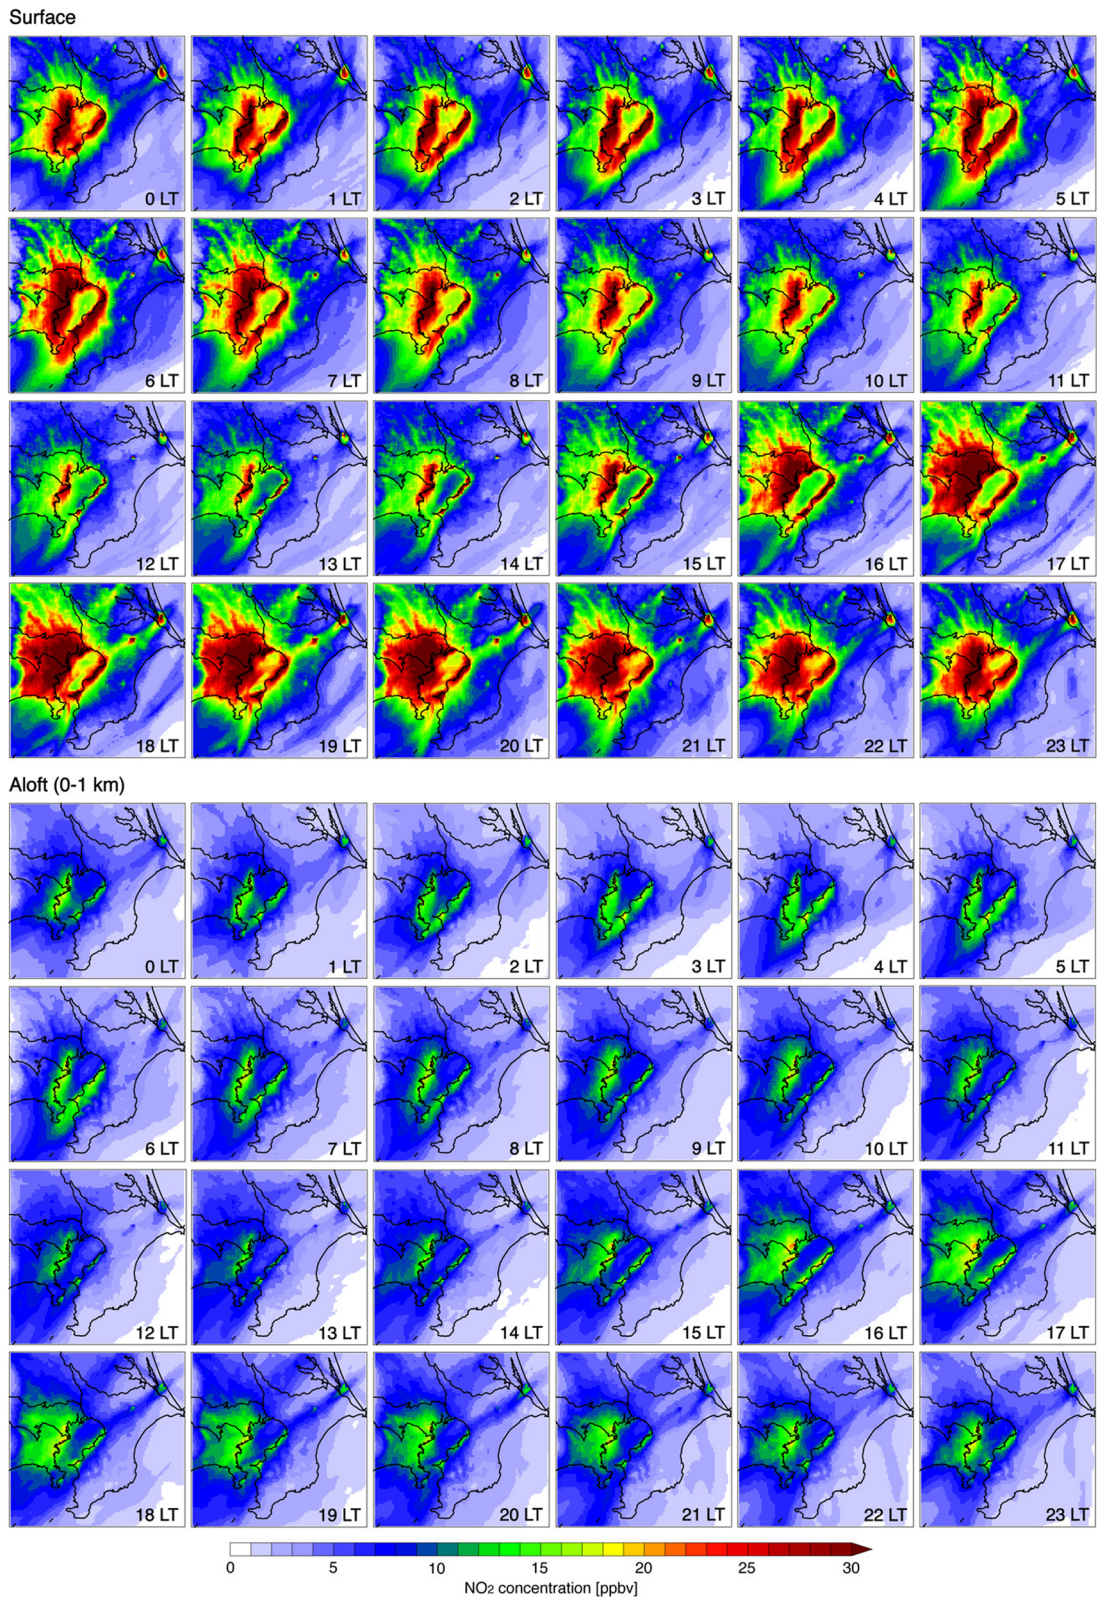 Surface
0 LT 1 LT 2 LT 3 LT 4 LT 5 LT
6 LT 7 LT 8 LT 9 LT 10 LT 11 LT
12 LT 13 LT 14 LT 15 LT 16 LT 17 LT
18 LT 19 LT 20 LT 21 LT 22 LT 23 LT
Aloft (0-1 km)
0 LT 1 LT 2 LT 3 LT 4 LT 5 LT
6 LT 7 LT 8 LT 9 LT 10 LT 11 LT
12 LT 13 LT 14 LT 15 LT 16 LT 17 LT
18 LT 19 LT 20 LT 21 LT 22 LT 23 LT
0 5 10 15 20 25 30
NO2 concentration [ppbv]